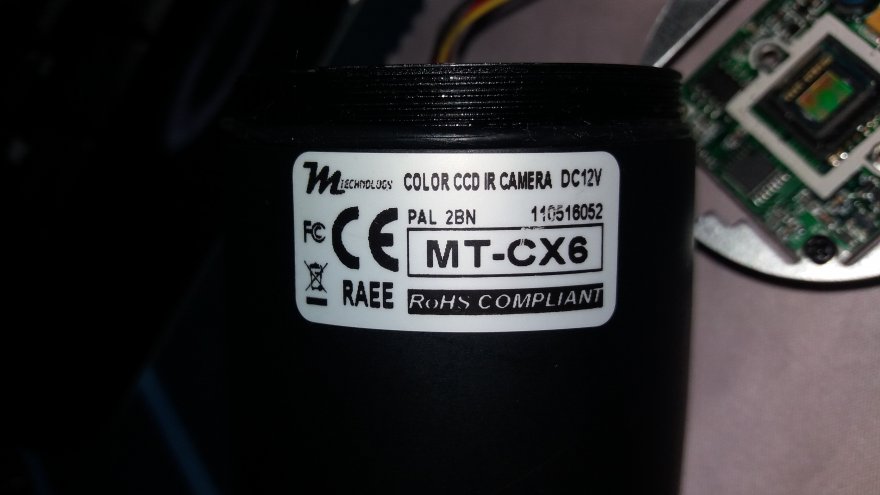 M TECHNOLOGY COLOR CCD IR CAMERA DC12V
PAL 2BN 110516052
FC CE MT-CX6
RAEE RoHS COMPLIANT